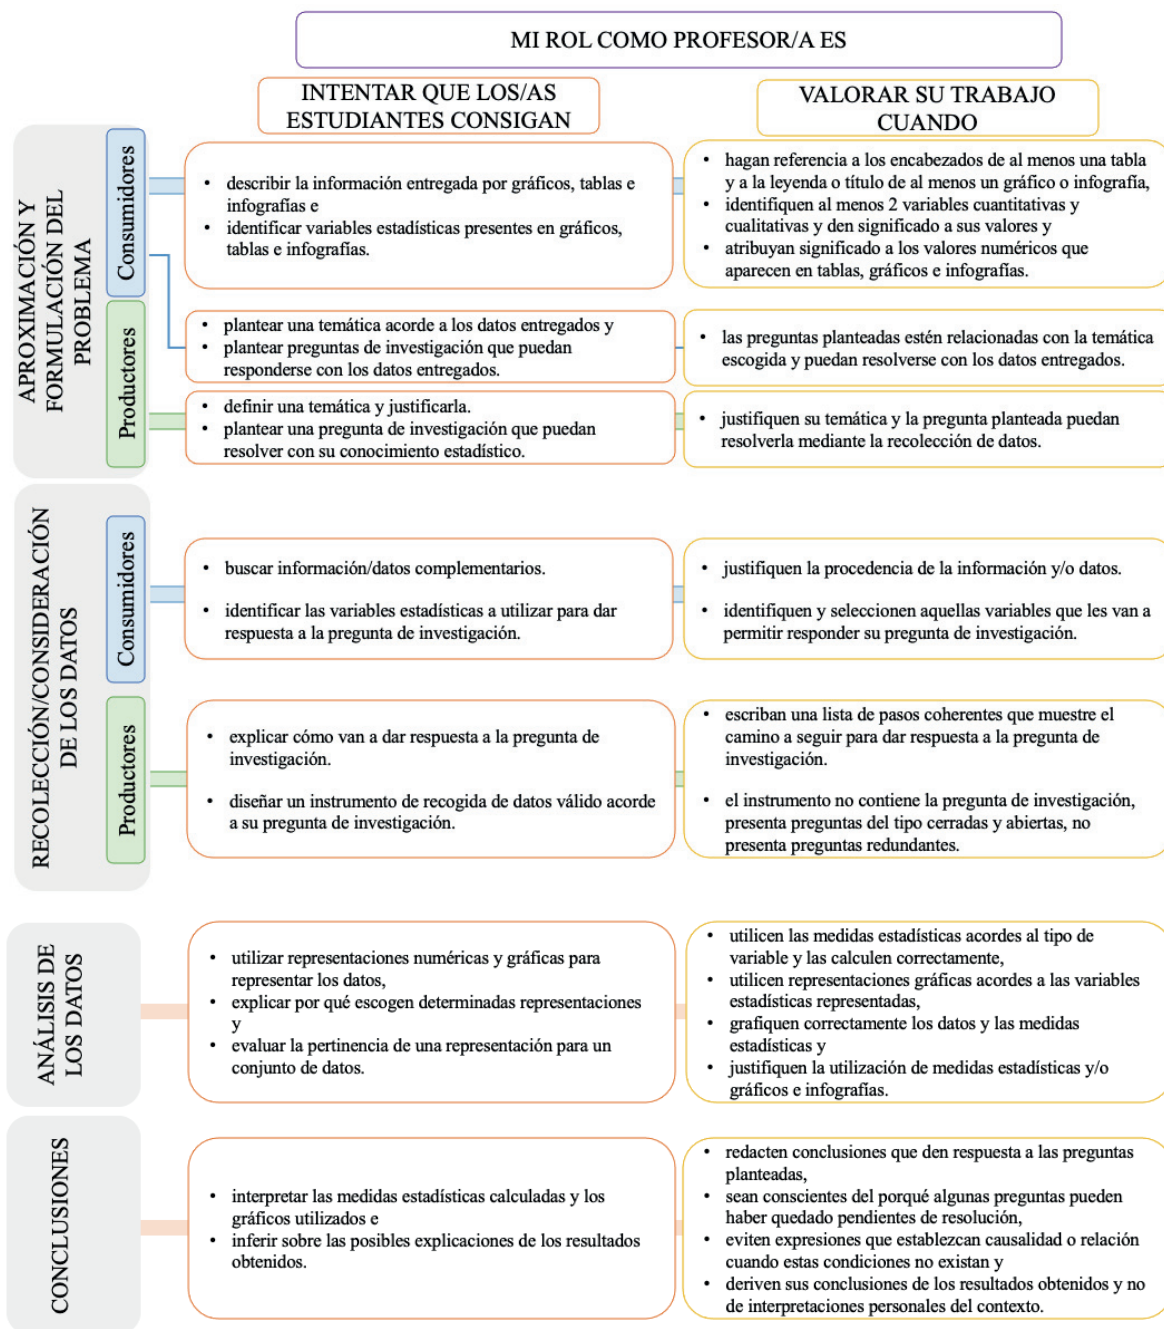 MI ROL COMO PROFESOR/A ES
INTENTAR QUE LOS/AS
ESTUDIANTES CONSIGAN
VALORAR SU TRABAJO
CUANDO
APROXIMACIÓN Y
FORMULACIÓN DEL
PROBLEMA
Consumidores
• describir la información entregada por gráficos, tablas e
infografías e
• identificar variables estadísticas presentes en gráficos,
tablas e infografías.
• hagan referencia a los encabezados de al menos una tabla
y a la leyenda o título de al menos un gráfico o infografía,
• identifiquen al menos 2 variables cuantitativas y
cualitativas y den significado a sus valores y
• atribuyan significado a los valores numéricos que
aparecen en tablas, gráficos e infografías.
• plantear una temática acorde a los datos entregados y
• plantear preguntas de investigación que puedan
responderse con los datos entregados.
• las preguntas planteadas estén relacionadas con la temática
escogida y puedan resolverse con los datos entregados.
Productores
• definir una temática y justificarla.
• plantear una pregunta de investigación que puedan
resolver con su conocimiento estadístico.
• justifiquen su temática y la pregunta planteada puedan
resolverla mediante la recolección de datos.
RECOLECCIÓN/CONSIDERACIÓN
DE LOS DATOS
Consumidores
• buscar información/datos complementarios.
• identificar las variables estadísticas a utilizar para dar
respuesta a la pregunta de investigación.
• justifiquen la procedencia de la información y/o datos.
• identifiquen y seleccionen aquellas variables que les van a
permitir responder su pregunta de investigación.
Productores
• explicar cómo van a dar respuesta a la pregunta de
investigación.
• diseñar un instrumento de recogida de datos válido acorde
a su pregunta de investigación.
• escriban una lista de pasos coherentes que muestre el
camino a seguir para dar respuesta a la pregunta de
investigación.
• el instrumento no contiene la pregunta de investigación,
presenta preguntas del tipo cerradas y abiertas, no
presenta preguntas redundantes.
ANÁLISIS DE
LOS DATOS
• utilizar representaciones numéricas y gráficas para
representar los datos,
• explicar por qué escogen determinadas representaciones
y
• evaluar la pertinencia de una representación para un
conjunto de datos.
• utilicen las medidas estadísticas acordes al tipo de
variable y las calculen correctamente,
• utilicen representaciones gráficas acordes a las variables
estadísticas representadas,
• grafiquen correctamente los datos y las medidas
estadísticas y
• justifiquen la utilización de medidas estadísticas y/o
gráficos e infografías.
CONCLUSIONES
• interpretar las medidas estadísticas calculadas y los
gráficos utilizados e
• inferir sobre las posibles explicaciones de los resultados
obtenidos.
• redacten conclusiones que den respuesta a las preguntas
planteadas,
• sean conscientes del porqué algunas preguntas pueden
haber quedado pendientes de resolución,
• eviten expresiones que establezcan causalidad o relación
cuando estas condiciones no existan y
• deriven sus conclusiones de los resultados obtenidos y no
de interpretaciones personales del contexto.